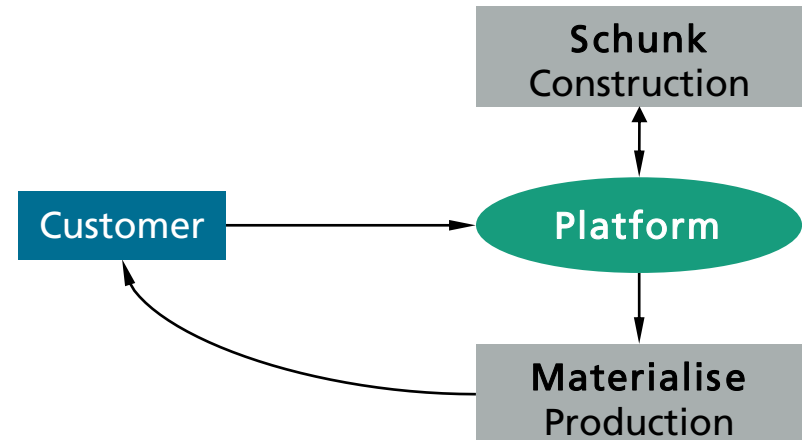 Schunk
Construction
Customer
Platform
Materialise
Production